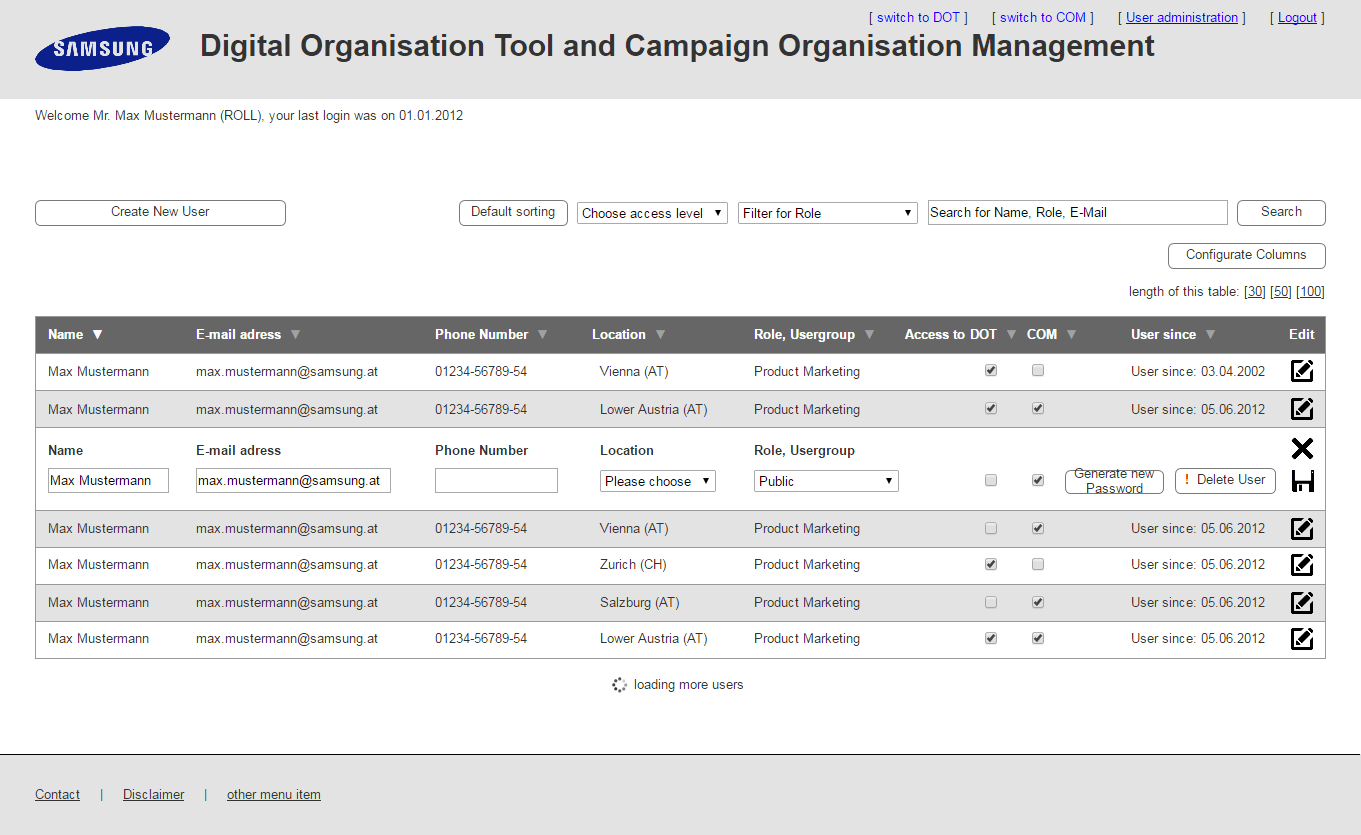 [ switch to DOT ] [ switch to COM ] [ User administration ] [ Logout ]
SAMSUNG
Digital Organisation Tool and Campaign Organisation Management
Welcome Mr. Max Mustermann (ROLL), your last login was on 01.01.2012
Create New User Default sorting Choose access level Filter for Role Search for Name, Role, E-Mail Search
Configurate Columns
length of this table: [30] [50] [100]
Name E-mail adress Phone Number Location Role, Usergroup Access to DOT COM User since Edit
Max Mustermann max.mustermann@samsung.at 01234-56789-54 Vienna (AT) Product Marketing User since: 03.04.2002
Max Mustermann max.mustermann@samsung.at 01234-56789-54 Lower Austria (AT) Product Marketing User since: 05.06.2012
Name E-mail adress Phone Number Location Role, Usergroup
Max Mustermann max.mustermann@samsung.at Please choose Public Generate new Password ! Delete User
Max Mustermann max.mustermann@samsung.at 01234-56789-54 Vienna (AT) Product Marketing User since: 05.06.2012
Max Mustermann max.mustermann@samsung.at 01234-56789-54 Zurich (CH) Product Marketing User since: 05.06.2012
Max Mustermann max.mustermann@samsung.at 01234-56789-54 Salzburg (AT) Product Marketing User since: 05.06.2012
Max Mustermann max.mustermann@samsung.at 01234-56789-54 Lower Austria (AT) Product Marketing User since: 05.06.2012
loading more users
Contact | Disclaimer | other menu item